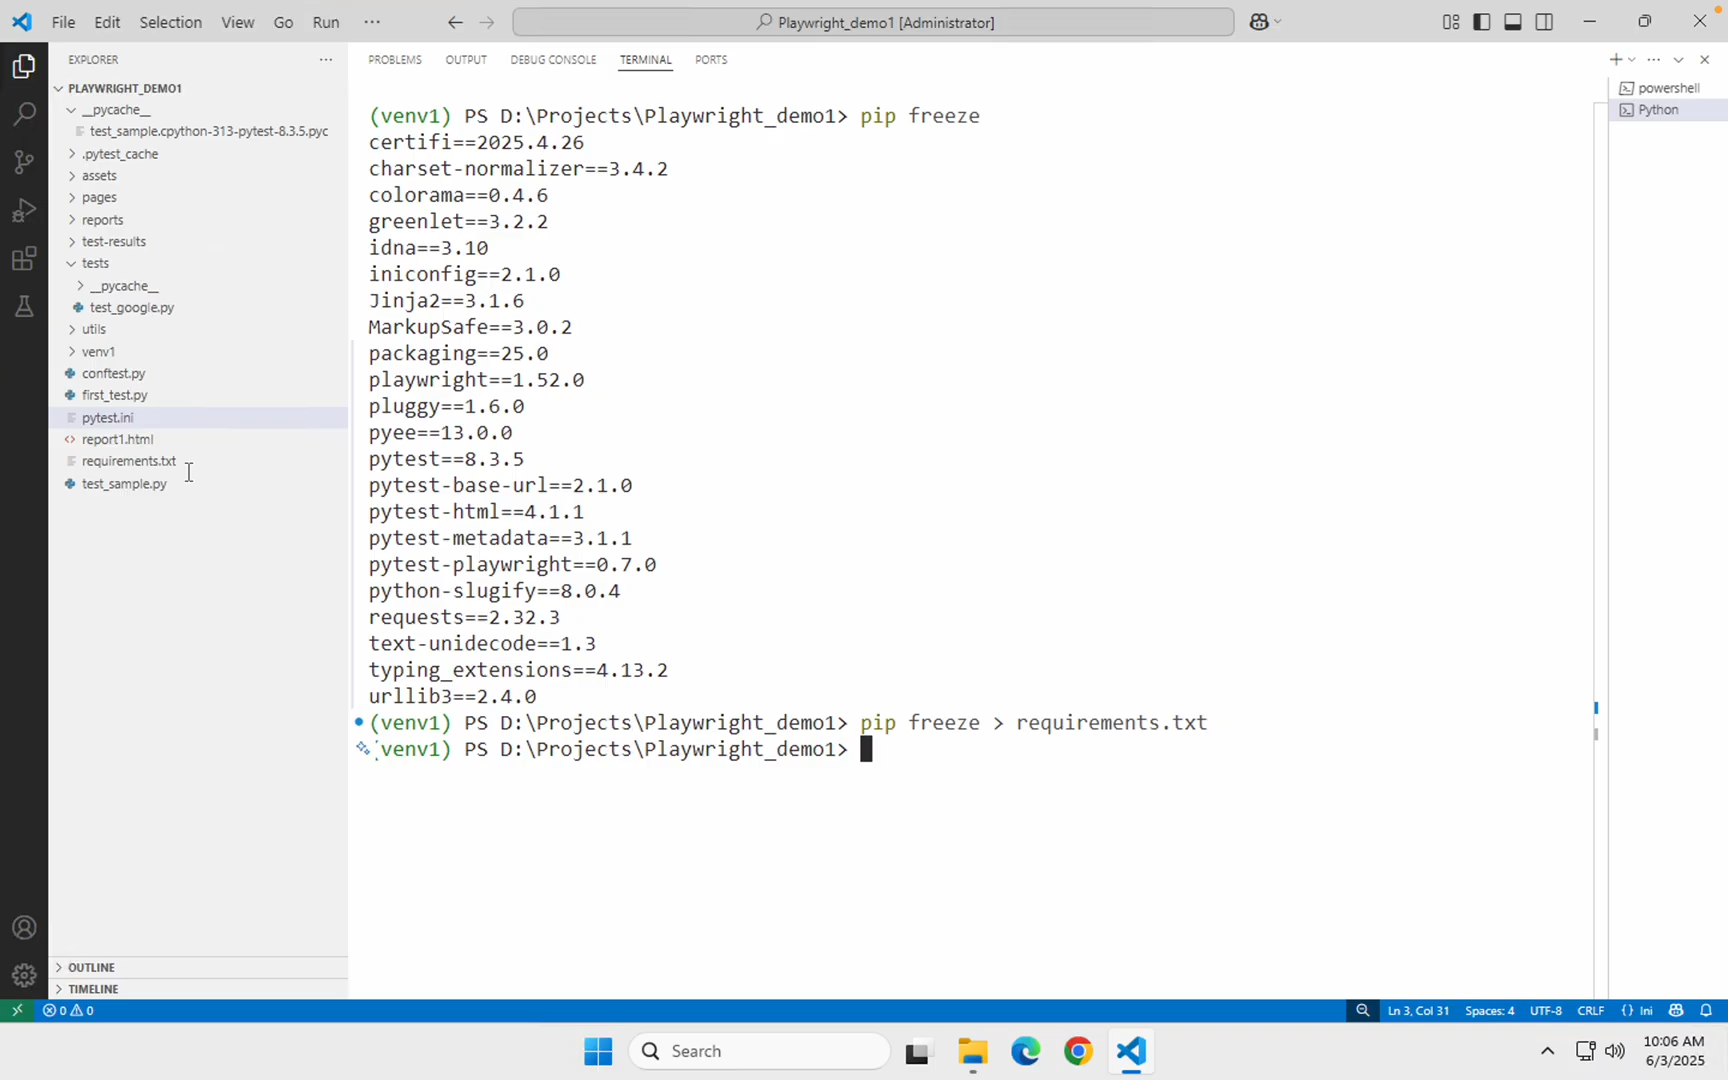 File Edit Selection View Go Run ··· Playwright_demo1 [Administrator]
EXPLORER ···
PLAYWRIGHT_DEMO1
__pycache__
test_sample.cpython-313-pytest-8.3.5.pyc
.pytest_cache
assets
pages
reports
test-results
tests
__pycache__
test_google.py
utils
venv1
conftest.py
first_test.py
pytest.ini
report1.html
requirements.txt
test_sample.py
OUTLINE
TIMELINE
PROBLEMS OUTPUT DEBUG CONSOLE TERMINAL PORTS
(venv1) PS D:\Projects\Playwright_demo1> pip freeze
certifi==2025.4.26
charset-normalizer==3.4.2
colorama==0.4.6
greenlet==3.2.2
idna==3.10
iniconfig==2.1.0
Jinja2==3.1.6
MarkupSafe==3.0.2
packaging==25.0
playwright==1.52.0
pluggy==1.6.0
pyee==13.0.0
pytest==8.3.5
pytest-base-url==2.1.0
pytest-html==4.1.1
pytest-metadata==3.1.1
pytest-playwright==0.7.0
python-slugify==8.0.4
requests==2.32.3
text-unidecode==1.3
typing_extensions==4.13.2
urllib3==2.4.0
(venv1) PS D:\Projects\Playwright_demo1> pip freeze > requirements.txt
(venv1) PS D:\Projects\Playwright_demo1>
powershell
Python
0 0 Ln 3, Col 31 Spaces: 4 UTF-8 CRLF {} Ini
Search
10:06 AM
6/3/2025